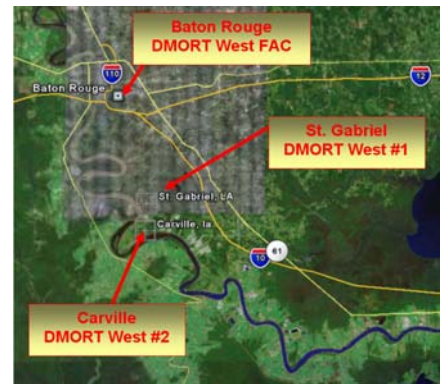 Baton Rouge
DMORT West FAC
110
12
Baton Rouge
St. Gabriel
DMORT West #1
St. Gabriel, LA
Carville, la
61
10
Carville
DMORT West #2